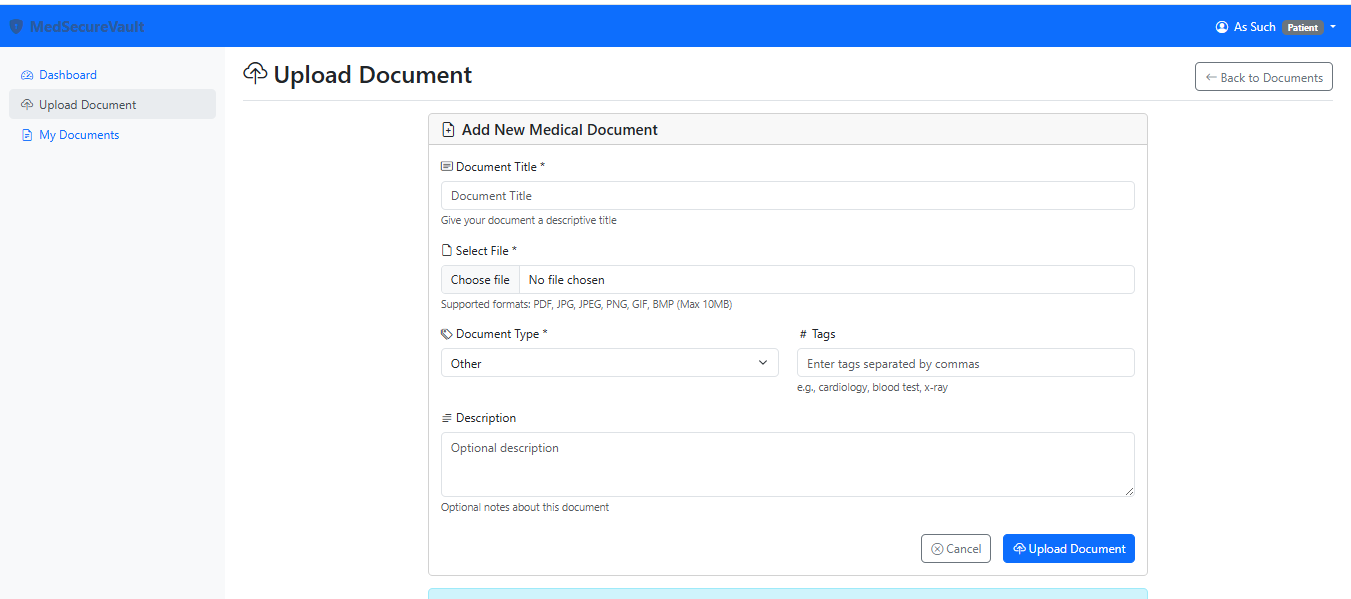 MedSecureVault
As Such Patient
Dashboard
Upload Document
My Documents
Upload Document
← Back to Documents
Add New Medical Document
Document Title *
Document Title
Give your document a descriptive title
Select File *
Choose file No file chosen
Supported formats: PDF, JPG, JPEG, PNG, GIF, BMP (Max 10MB)
Document Type * # Tags
Other Enter tags separated by commas
e.g., cardiology, blood test, x-ray
Description
Optional description
Optional notes about this document
Cancel Upload Document